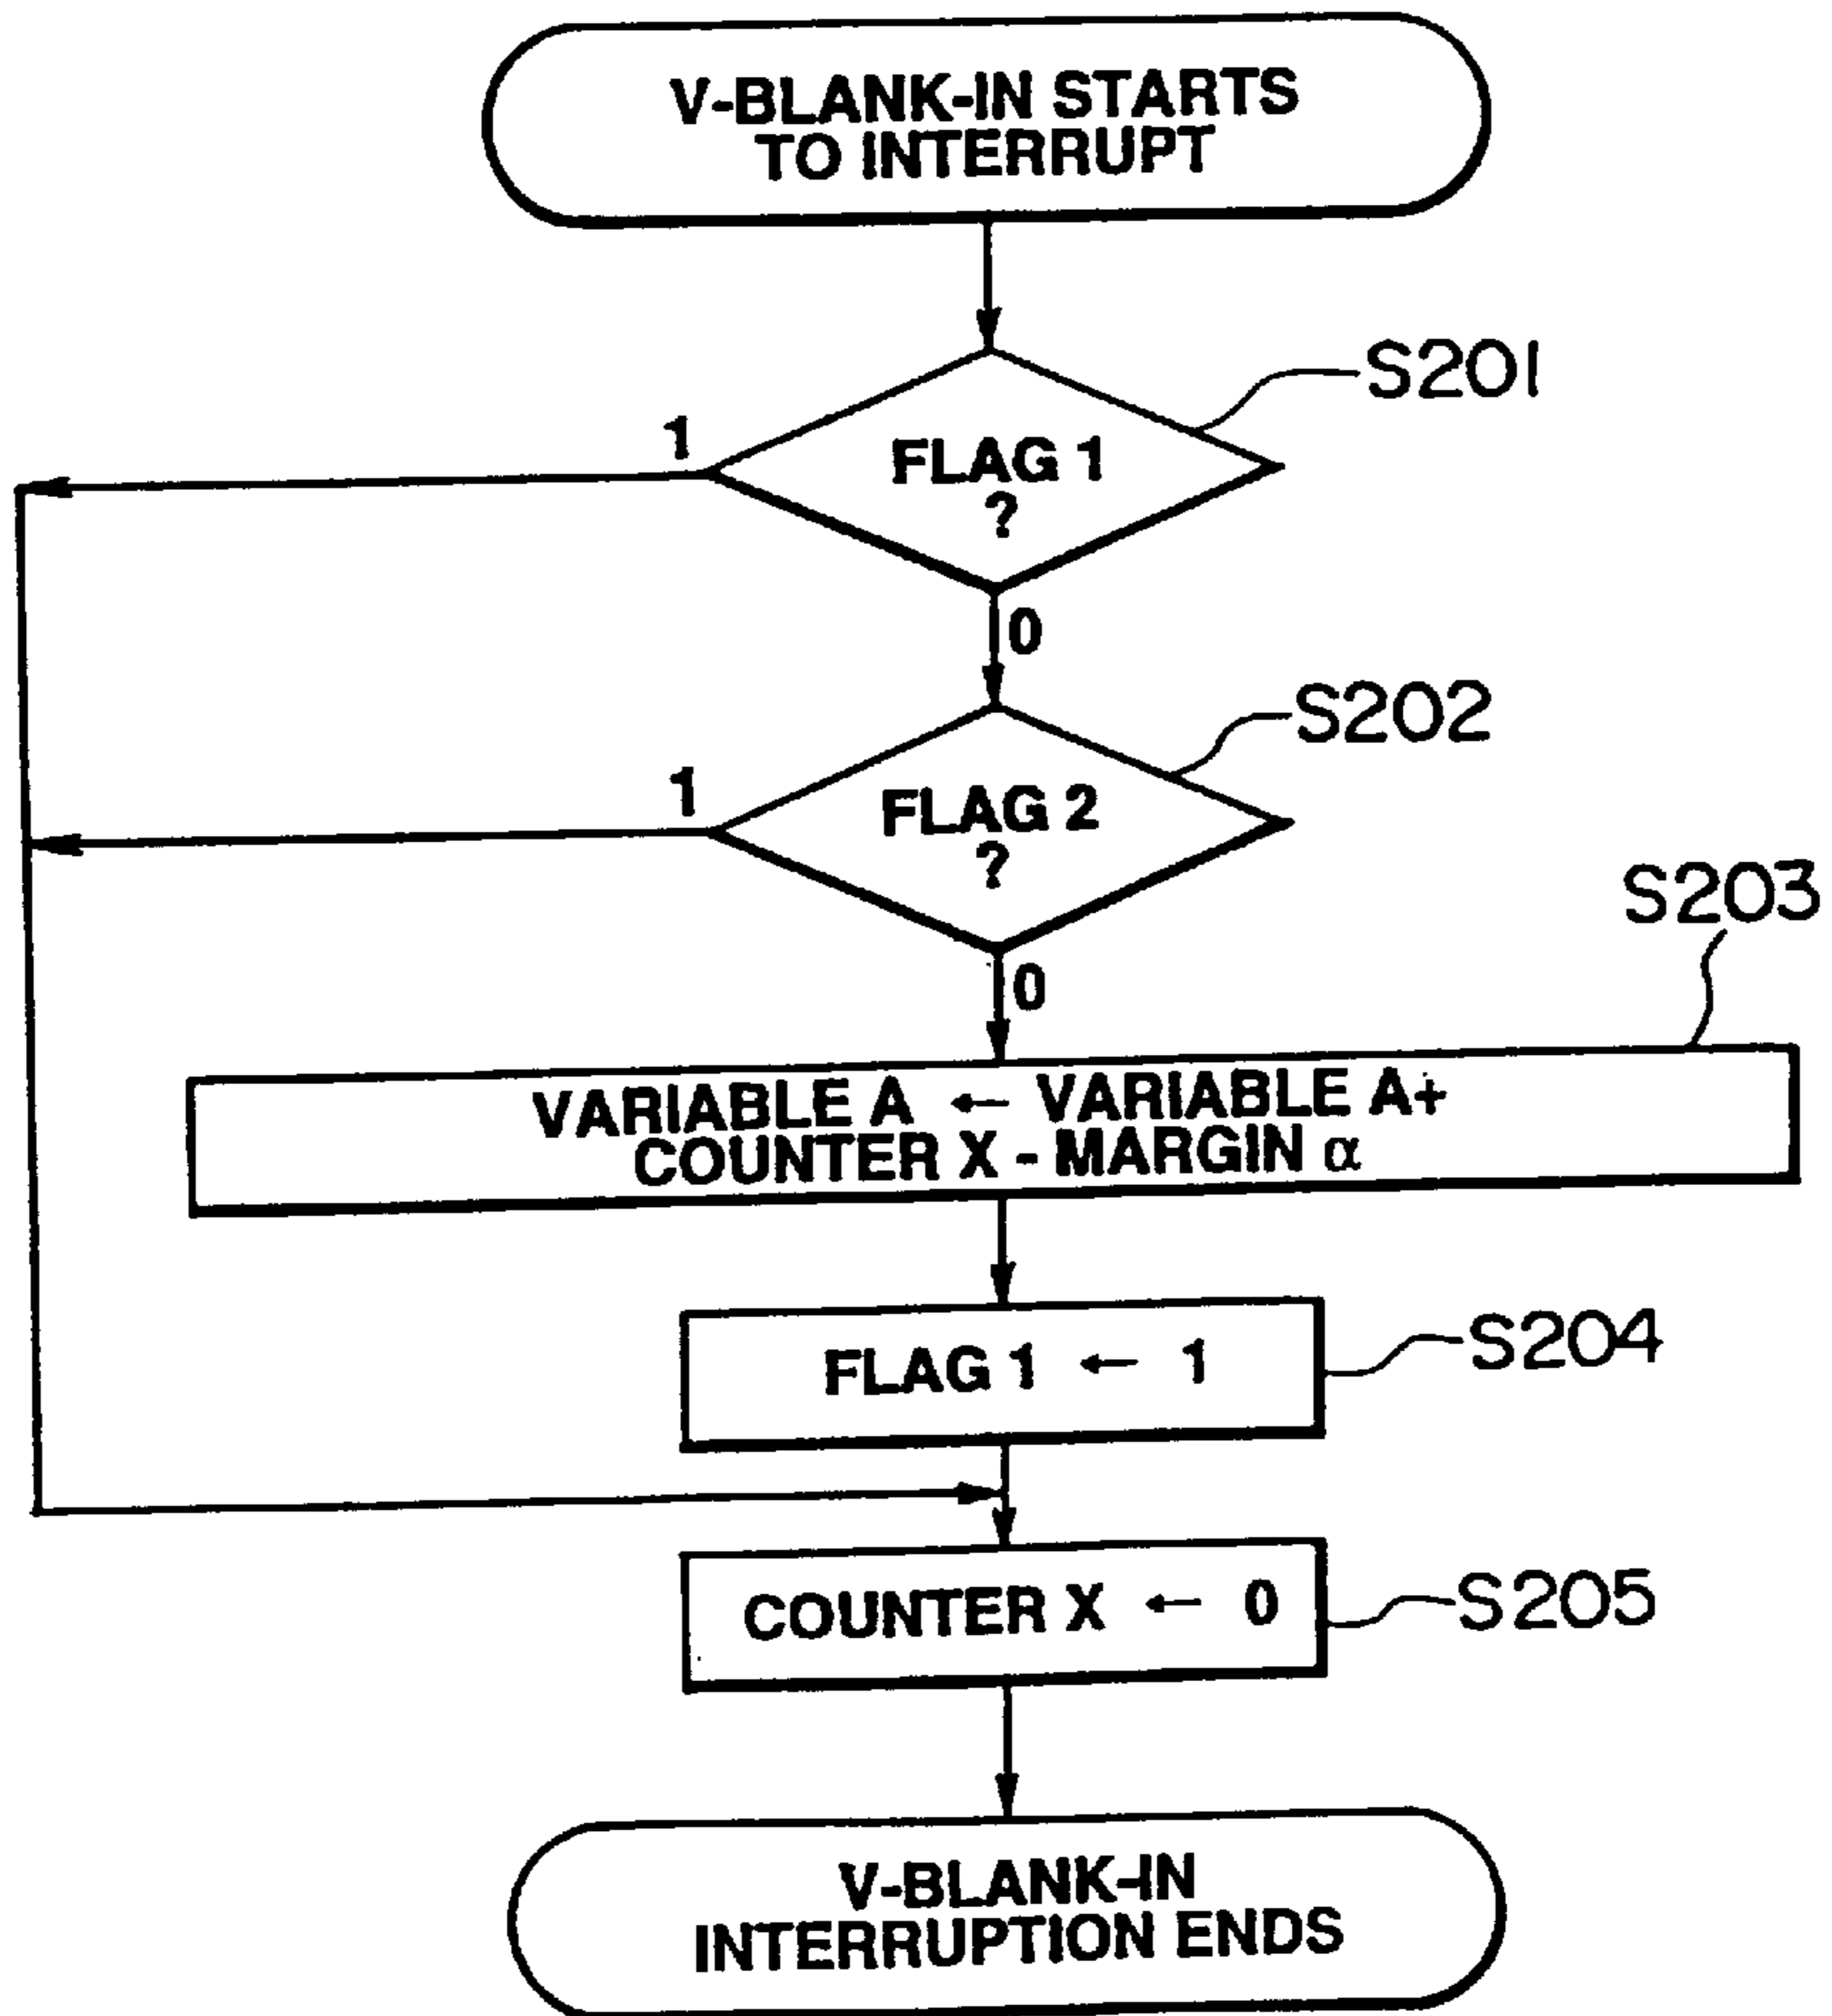 V-BLANK-IN STARTS
TO INTERRUPT
S201
1
FLAG 1
?
0
S202
1
FLAG 2
?
0
S203
VARIABLE A ← VARIABLE A+
COUNTER X - MARGIN α
FLAG 1 ← 1
S204
COUNTER X ← 0
S205
V-BLANK-IN
INTERRUPTION ENDS